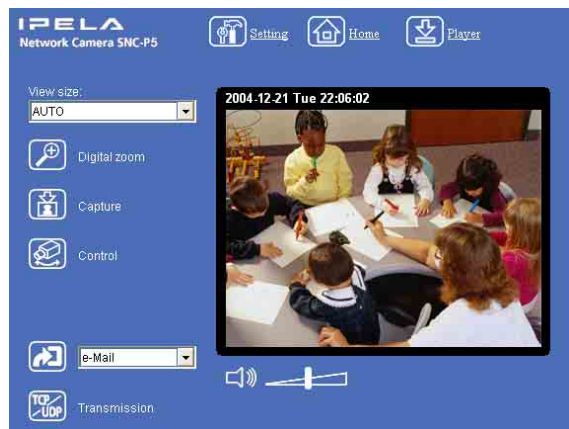 IPELA
Network Camera SNC-P5
Setting
Home
Player
View size:
AUTO
2004-12-21 Tue 22:06:02
Digital zoom
Capture
Control
e-Mail
TCP
/UDP
Transmission